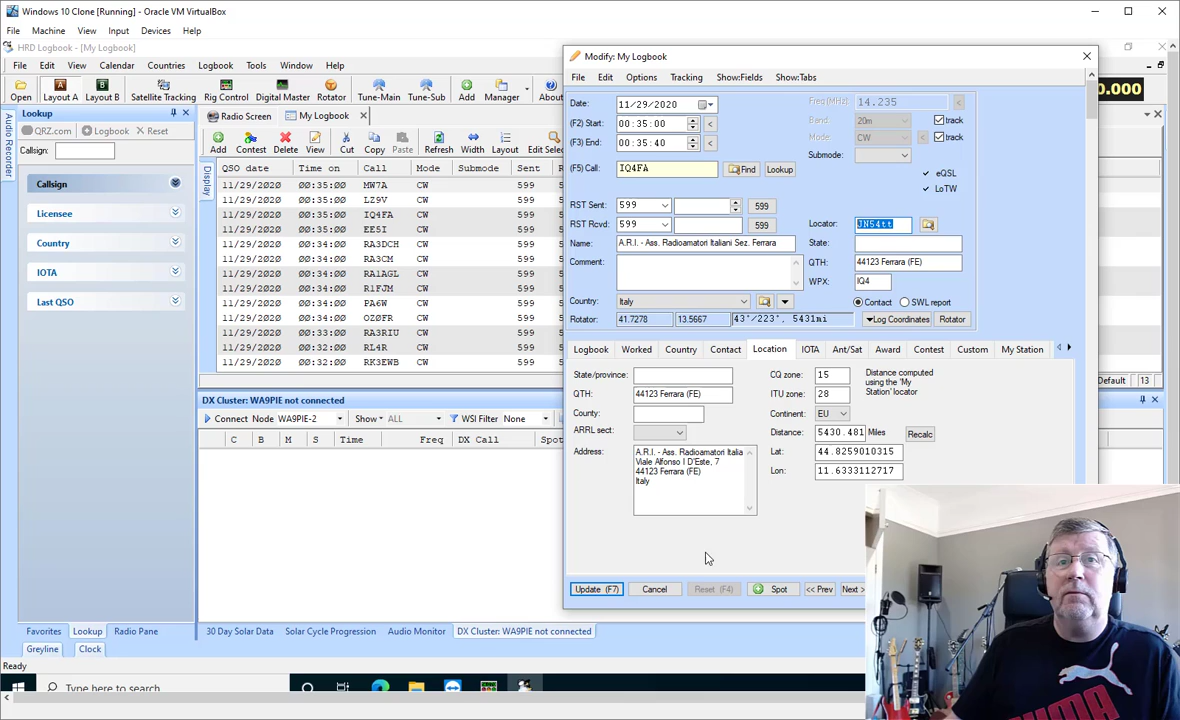 Windows 10 Clone [Running] - Oracle VM VirtualBox
File Machine View Input Devices Help
HRD Logbook - [My Logbook]
File Edit View Calendar Countries Logbook Tools Window Help
Open Layout A Layout B Satellite Tracking Rig Control Digital Master Rotator Tune-Main Tune-Sub Add Manager About
0.000
Audio Recorder
Lookup
QRZ.com Logbook Reset
Callsign:
Callsign
Licensee
Country
IOTA
Last QSO
Favorites Lookup Radio Pane
Greyline Clock
Ready
Radio Screen My Logbook
Add Contest Delete View Edit Copy Paste Refresh Width Layout Edit Selec
Display
QSO date Time on Call Mode Submode Sent
11/29/2020 00:35:00 MW7A CW 599
11/29/2020 00:35:00 LZ9V CW 599
11/29/2020 00:35:00 IQ4FA CW 599
11/29/2020 00:35:00 EE5I CW 599
11/29/2020 00:34:00 RA3DCH CW 599
11/29/2020 00:34:00 RA3CM CW 599
11/29/2020 00:34:00 RA1AGL CW 599
11/29/2020 00:34:00 R1FJM CW 599
11/29/2020 00:34:00 PA6W CW 599
11/29/2020 00:34:00 OZ0FR CW 599
11/29/2020 00:33:00 RA3RIU CW 599
11/29/2020 00:32:00 RL4R CW 599
11/29/2020 00:32:00 RK3EWB CW 599
Default 13
DX Cluster: WA9PIE not connected
Connect Node WA9PIE-2 Show ALL WSI Filter None
C B M S Time Freq DX Call Spot
30 Day Solar Data Solar Cycle Progression Audio Monitor DX Cluster: WA9PIE not connected
Modify: My Logbook
File Edit Options Tracking Show:Fields Show:Tabs
Date: 11/29/2020
(F2) Start: 00:35:00 <
(F3) End: 00:35:40 <
(F5) Call: IQ4FA Find Lookup
Freq (MHz) 14.235 <
Band: 20m track
Mode: CW < track
Submode:
eQSL
LoTW
RST Sent: 599 599
RST Rcvd: 599 599
Name: A.R.I. - Ass. Radioamatori Italiani Sez. Ferrara
Comment:
Locator: JN54tt
State:
QTH: 44123 Ferrara (FE)
WPX: IQ4
Country: Italy
Contact SWL report
Rotator: 41.7278 13.5667 43°/223°, 5431mi Log Coordinates Rotator
Logbook Worked Country Contact Location IOTA Ant/Sat Award Contest Custom My Station
State/province:
QTH: 44123 Ferrara (FE)
County:
ARRL sect:
Address: A.R.I. - Ass. Radioamatori Italia
Viale Alfonso I D'Este, 7
44123 Ferrara (FE)
Italy
CQ zone: 15
ITU zone: 28
Continent: EU
Distance: 5430.481 Miles Recalc
Lat: 44.8259010315
Lon: 11.6333112717
Distance computed
using the 'My
Station' locator
Update (F7) Cancel Reset (F4) Spot << Prev Next >
Type here to search
PUMA